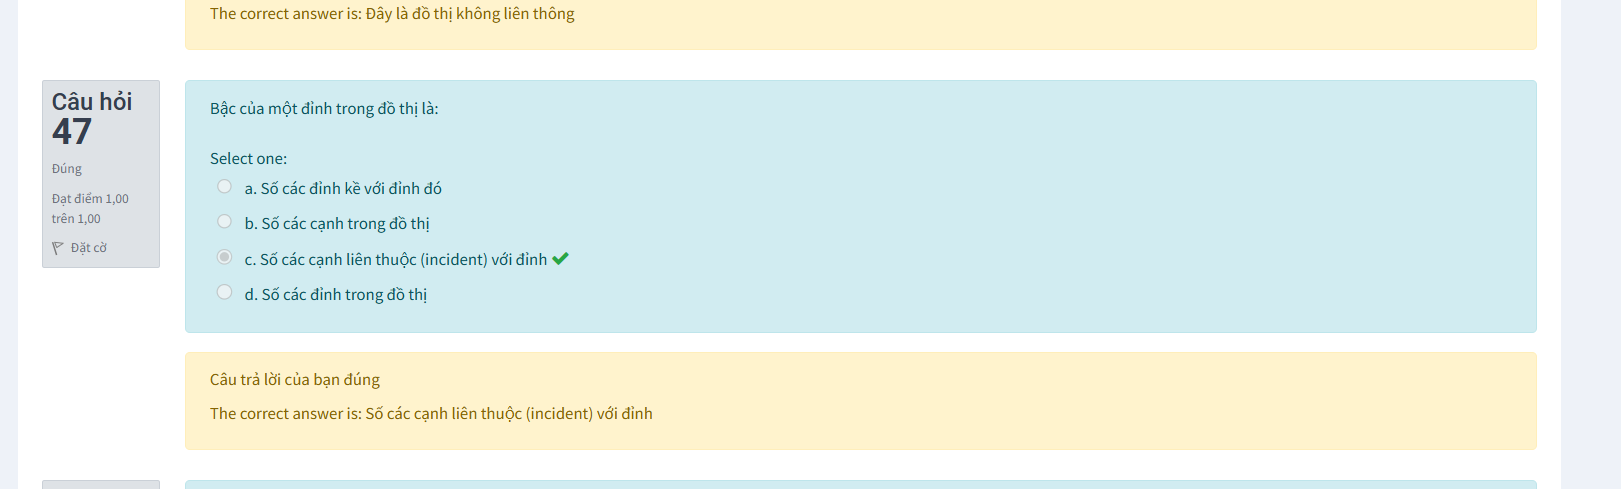 The correct answer is: Đây là đồ thị không liên thông
Câu hỏi
47
Đúng
Đạt điểm 1,00
trên 1,00
Đặt cờ
Bậc của một đỉnh trong đồ thị là:
Select one:
a. Số các đỉnh kề với đỉnh đó
b. Số các cạnh trong đồ thị
c. Số các cạnh liên thuộc (incident) với đỉnh
d. Số các đỉnh trong đồ thị
Câu trả lời của bạn đúng
The correct answer is: Số các cạnh liên thuộc (incident) với đỉnh